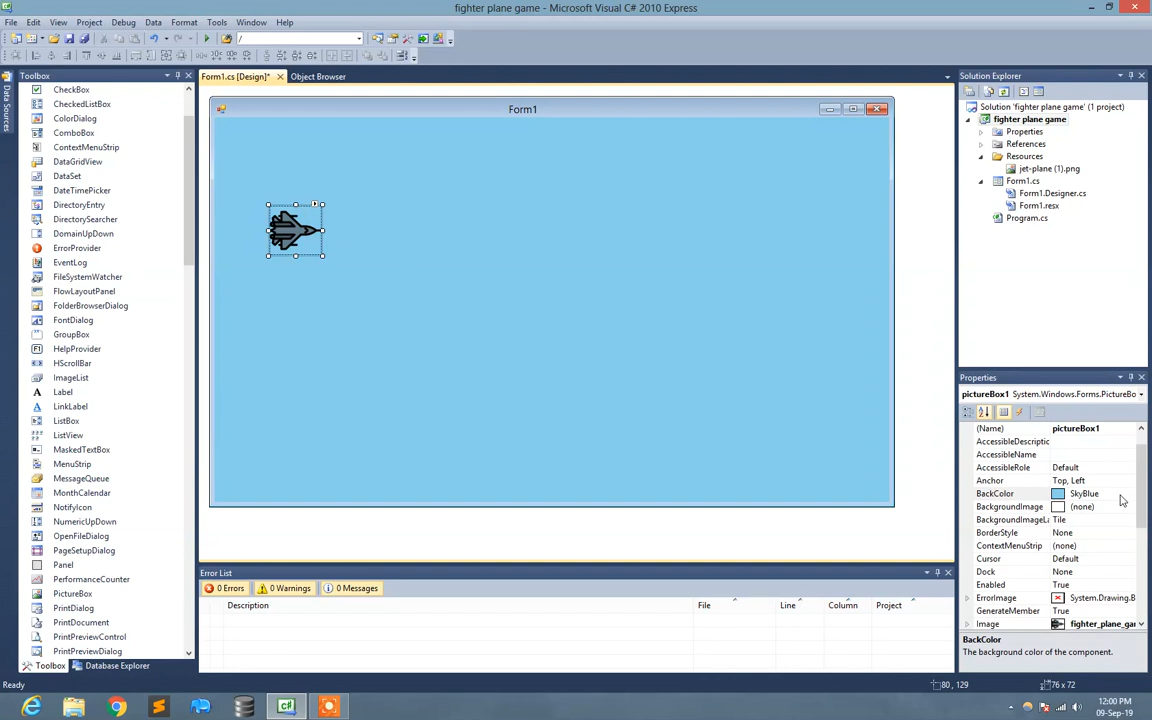 fighter plane game - Microsoft Visual C# 2010 Express
File Edit View Project Debug Data Format Tools Window Help
/
Toolbox
Form1.cs [Design]*
Object Browser
Solution Explorer
Data Sources
CheckBox
CheckedListBox
ColorDialog
ComboBox
ContextMenuStrip
DataGridView
DataSet
DateTimePicker
DirectoryEntry
DirectorySearcher
DomainUpDown
ErrorProvider
EventLog
FileSystemWatcher
FlowLayoutPanel
FolderBrowserDialog
FontDialog
GroupBox
HelpProvider
HScrollBar
ImageList
Label
LinkLabel
ListBox
ListView
MaskedTextBox
MenuStrip
MessageQueue
MonthCalendar
NotifyIcon
NumericUpDown
OpenFileDialog
PageSetupDialog
Panel
PerformanceCounter
PictureBox
PrintDialog
PrintDocument
PrintPreviewControl
PrintPreviewDialog
Toolbox
Database Explorer
Form1
Solution 'fighter plane game' (1 project)
fighter plane game
Properties
References
Resources
jet-plane (1).png
Form1.cs
Form1.Designer.cs
Form1.resx
Program.cs
Properties
pictureBox1 System.Windows.Forms.PictureBo
(Name) pictureBox1
AccessibleDescriptic
AccessibleName
AccessibleRole Default
Anchor Top, Left
BackColor SkyBlue
BackgroundImage (none)
BackgroundImageLa Tile
BorderStyle None
ContextMenuStrip (none)
Cursor Default
Dock None
Enabled True
ErrorImage System.Drawing.B
GenerateMember True
Image fighter_plane_gar
BackColor
The background color of the component.
Error List
0 Errors
0 Warnings
0 Messages
Description File Line Column Project
Ready
80 , 129
76 x 72
12:00 PM
09-Sep-19